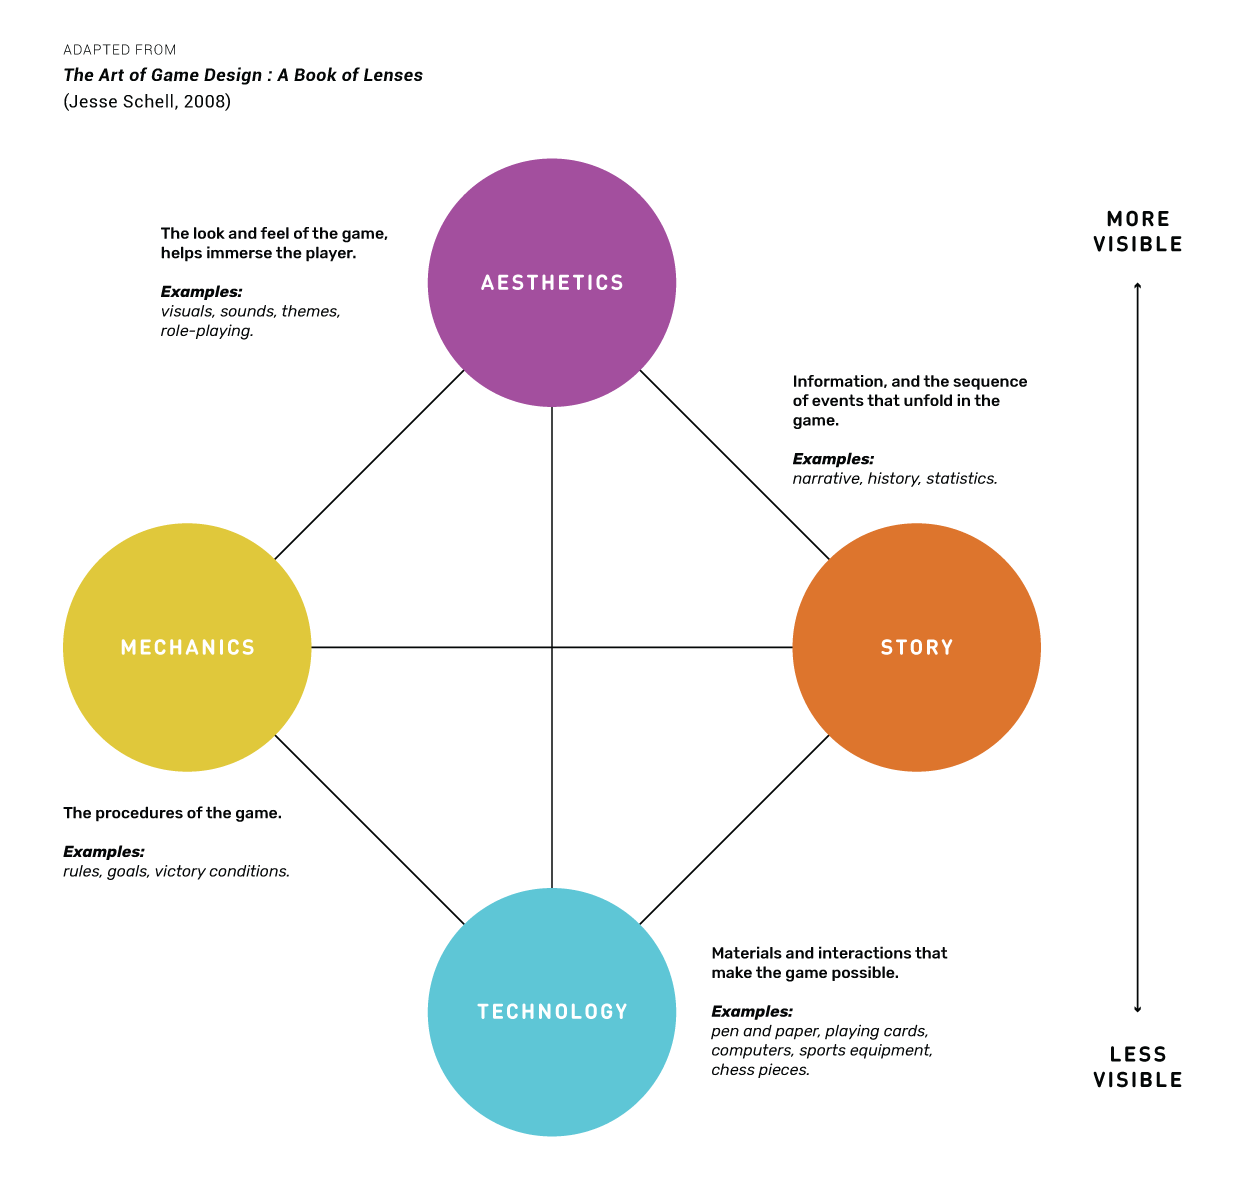 ADAPTED FROM
The Art of Game Design : A Book of Lenses
(Jesse Schell, 2008)
The look and feel of the game,
helps immerse the player.
Examples:
visuals, sounds, themes,
role-playing.
AESTHETICS
MORE
VISIBLE
Information, and the sequence
of events that unfold in the
game.
Examples:
narrative, history, statistics.
MECHANICS
STORY
The procedures of the game.
Examples:
rules, goals, victory conditions.
TECHNOLOGY
Materials and interactions that
make the game possible.
Examples:
pen and paper, playing cards,
computers, sports equipment,
chess pieces.
LESS
VISIBLE